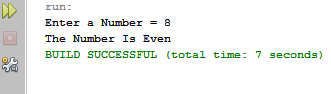 run:
Enter a Number = 8
The Number Is Even
BUILD SUCCESSFUL (total time: 7 seconds)